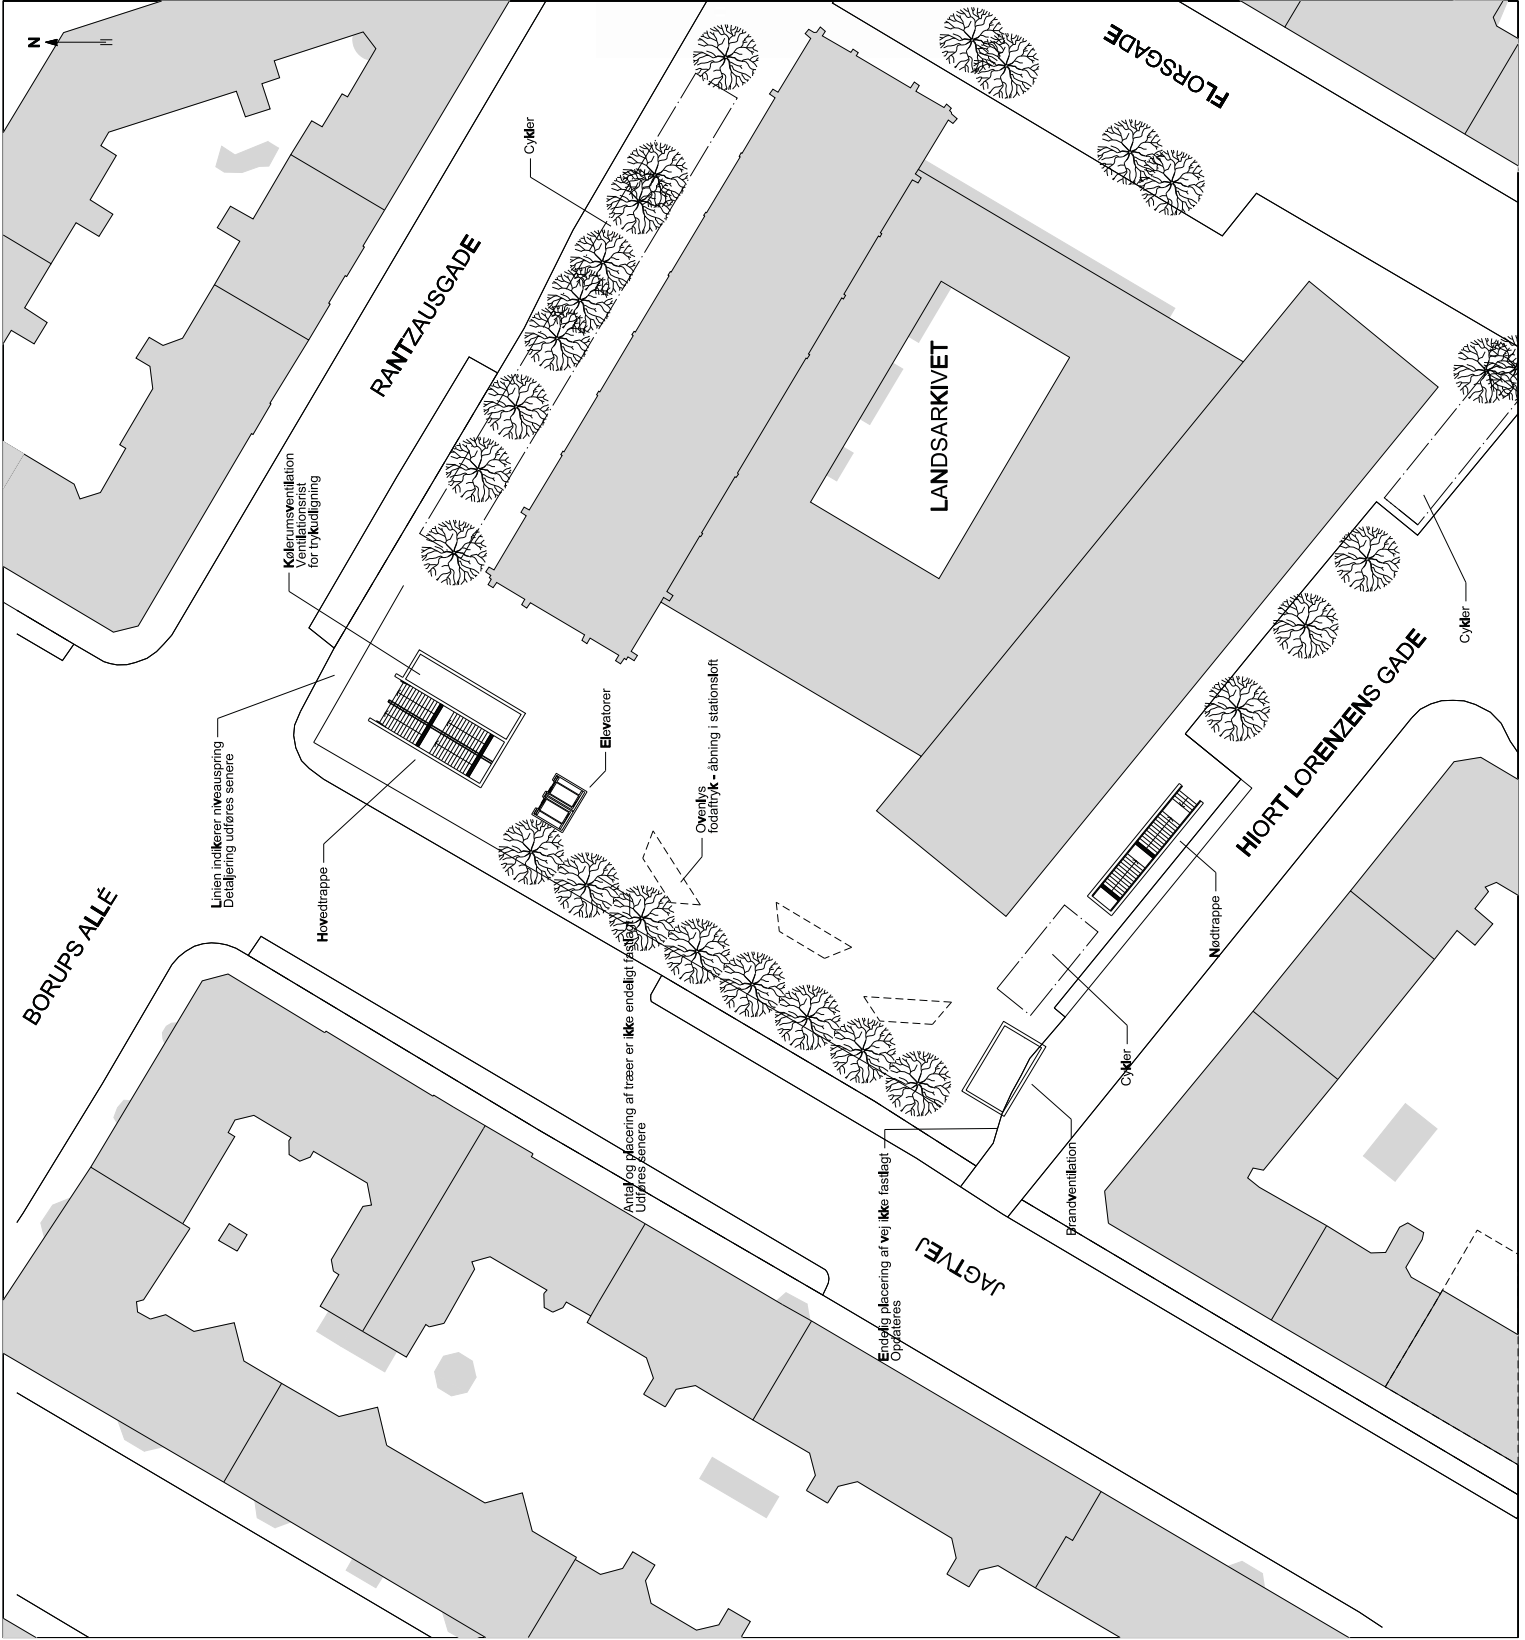 N
BORUPS ALLÉ
RANTZAUSGADE
FLORSGADE
Cykler
Kølerumsventilation
Ventilationsrist
for trykudligning
LANDSARKIVET
Linien indikerer niveauspring
Detaljering udføres senere
Hovedtrappe
Elevatorer
Ovenlys
fodaftryk - åbning i stationsloft
Antal og placering af træer er ikke endeligt fastlagt
Udføres senere
Cykler
HIORT LORENZENS GADE
Nødtrappe
Cykler
Brandventilation
Endelig placering af vej ikke fastlagt
Opdateres
JAGTVEJ